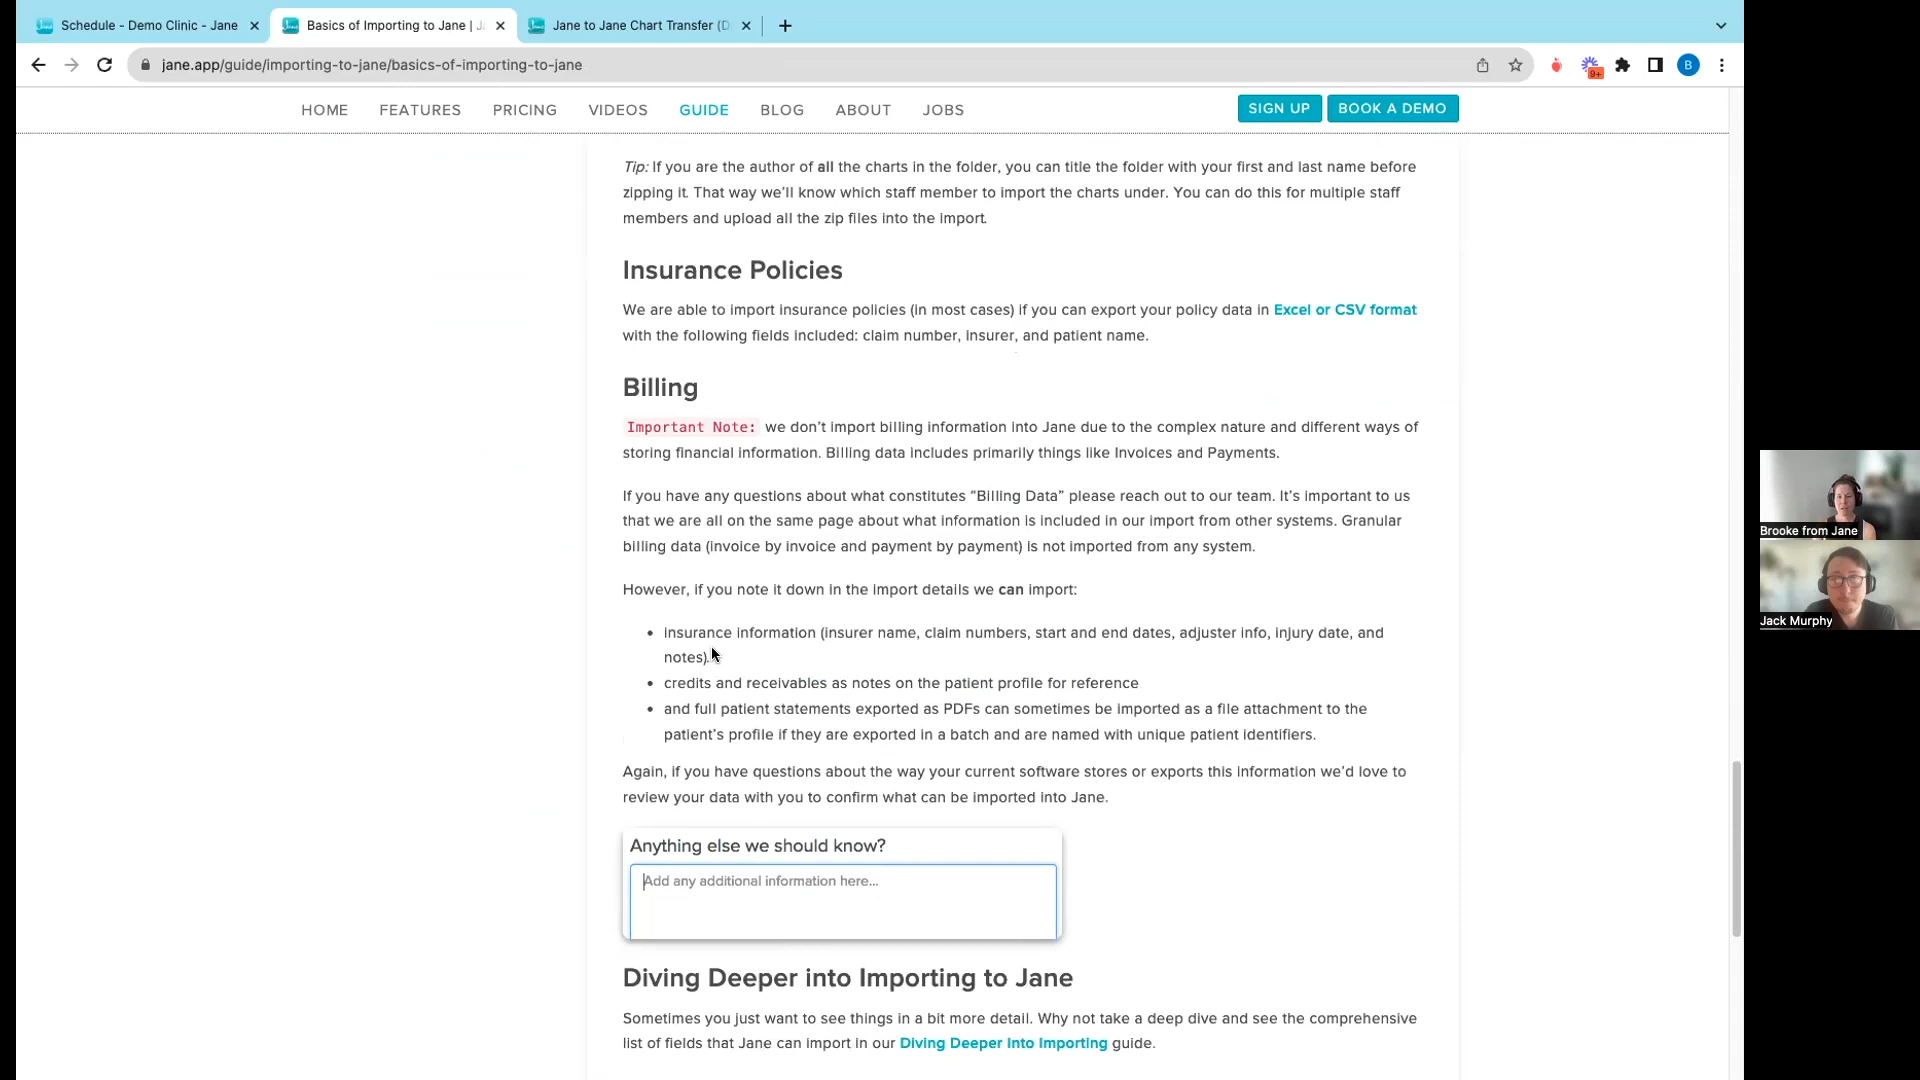 Schedule - Demo Clinic - Jane
Basics of Importing to Jane | J
Jane to Jane Chart Transfer (D
jane.app/guide/importing-to-jane/basics-of-importing-to-jane
9+
B
HOME FEATURES PRICING VIDEOS GUIDE BLOG ABOUT JOBS SIGN UP BOOK A DEMO
Tip: If you are the author of all the charts in the folder, you can title the folder with your first and last name before
zipping it. That way we'll know which staff member to import the charts under. You can do this for multiple staff
members and upload all the zip files into the import.
Insurance Policies
We are able to import insurance policies (in most cases) if you can export your policy data in Excel or CSV format
with the following fields included: claim number, insurer, and patient name.
Billing
Important Note: we don't import billing information into Jane due to the complex nature and different ways of
storing financial information. Billing data includes primarily things like Invoices and Payments.
If you have any questions about what constitutes "Billing Data" please reach out to our team. It's important to us
that we are all on the same page about what information is included in our import from other systems. Granular
billing data (invoice by invoice and payment by payment) is not imported from any system.
However, if you note it down in the import details we can import:
• insurance information (insurer name, claim numbers, start and end dates, adjuster info, injury date, and
notes).
• credits and receivables as notes on the patient profile for reference
• and full patient statements exported as PDFs can sometimes be imported as a file attachment to the
patient's profile if they are exported in a batch and are named with unique patient identifiers.
Again, if you have questions about the way your current software stores or exports this information we'd love to
review your data with you to confirm what can be imported into Jane.
Anything else we should know?
Add any additional information here...
Diving Deeper into Importing to Jane
Sometimes you just want to see things in a bit more detail. Why not take a deep dive and see the comprehensive
list of fields that Jane can import in our Diving Deeper Into Importing guide.
Brooke from Jane
Jack Murphy